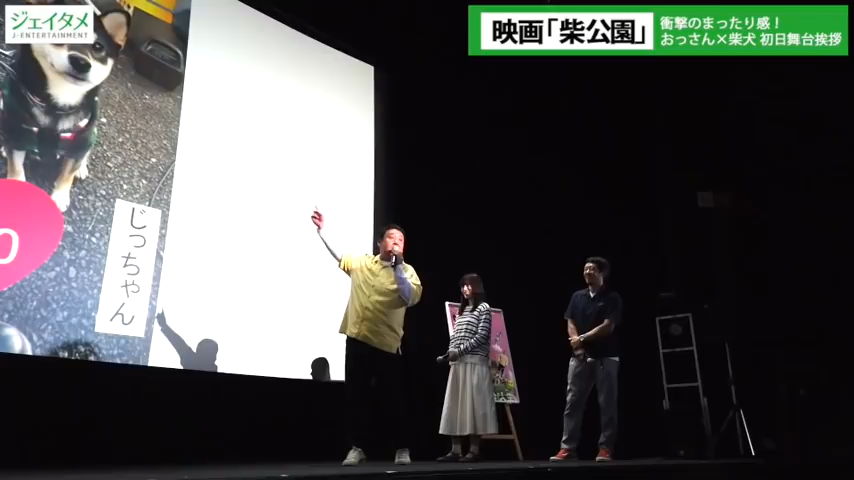 ジェイタメ
J-ENTERTAINMENT
映画「柴公園」
衝撃のまったり感！
おっさん×柴犬 初日舞台挨拶
0
じっちゃん